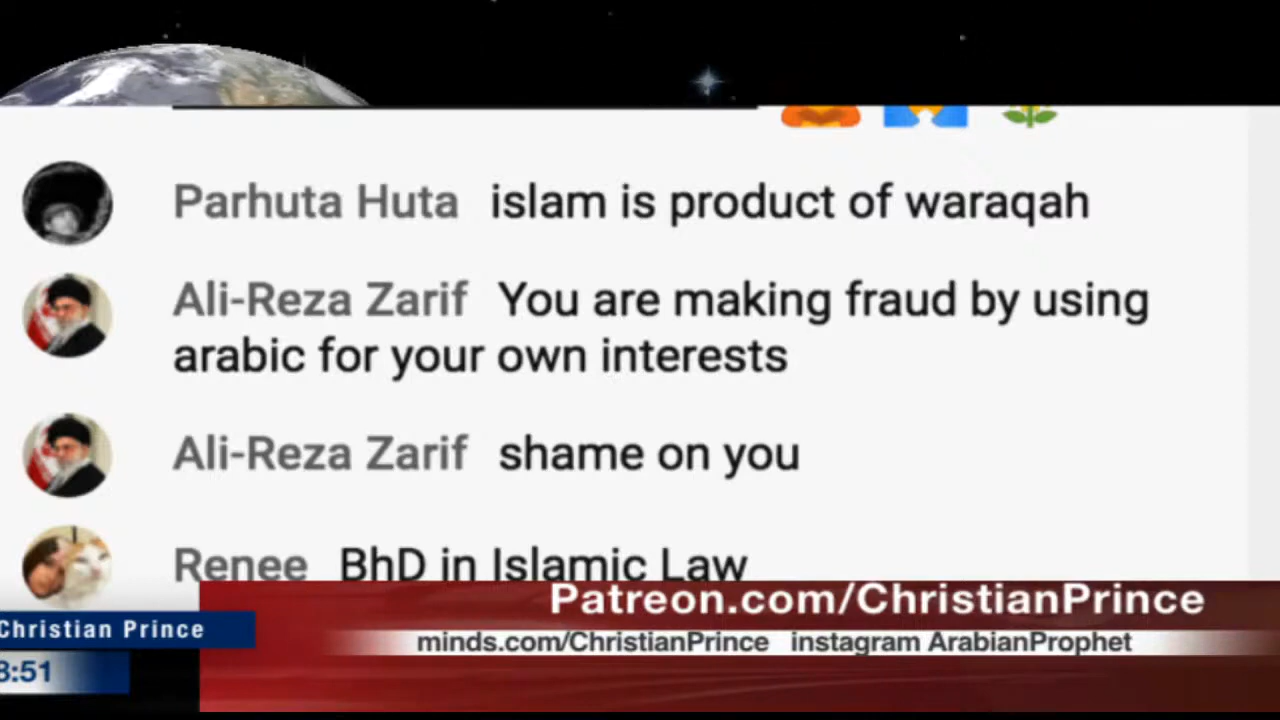 Parhuta Huta islam is product of waraqah
Ali-Reza Zarif You are making fraud by using
arabic for your own interests
Ali-Reza Zarif shame on you
Renee BhD in Islamic Law
Patreon.com/ChristianPrince
Christian Prince
minds.com/ChristianPrince instagram ArabianProphet
8:51